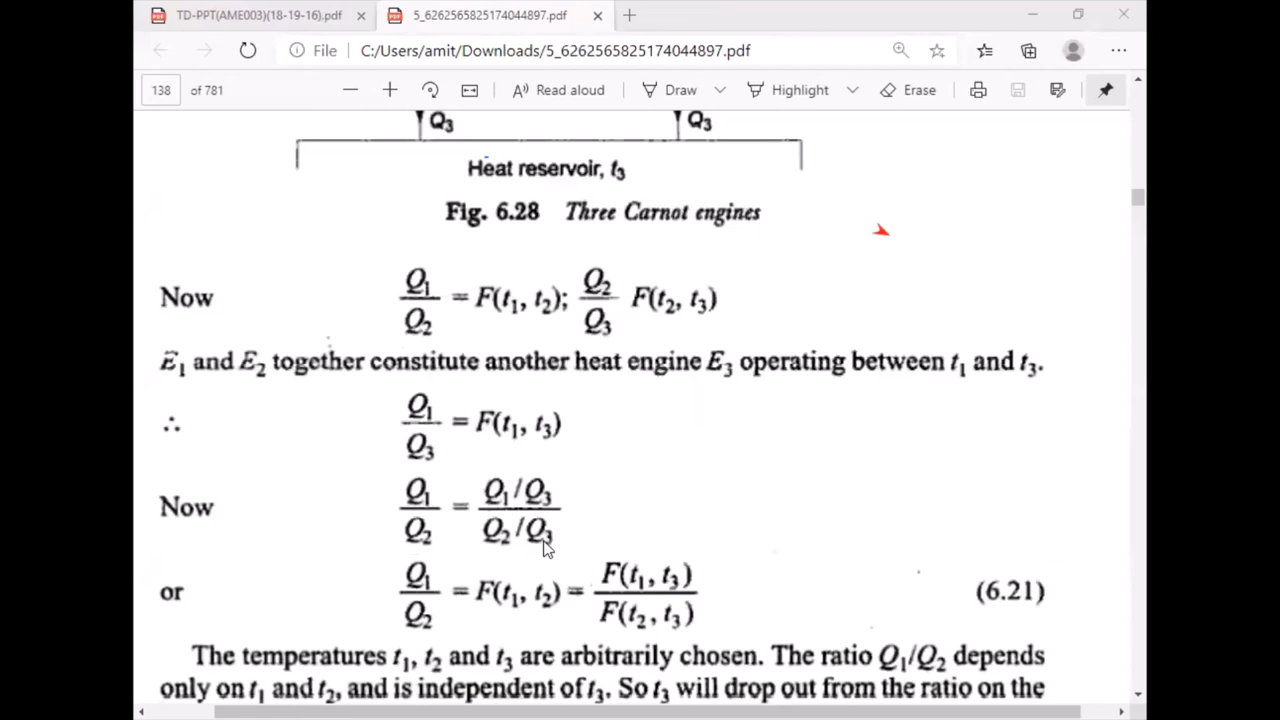 TD-PPT(AME003)(18-19-16).pdf
5_6262565825174044897.pdf
File C:/Users/amit/Downloads/5_6262565825174044897.pdf
138 of 781 Read aloud Draw Highlight Erase
Q3 Q3
Heat reservoir, t3
Fig. 6.28 Three Carnot engines
Now Q1/Q2 = F(t1, t2); Q2/Q3 F(t2, t3)
E1 and E2 together constitute another heat engine E3 operating between t1 and t3.
∴ Q1/Q3 = F(t1, t3)
Now Q1/Q2 = (Q1/Q3)/(Q2/Q3)
or Q1/Q2 = F(t1, t2) = F(t1, t3)/F(t2, t3) (6.21)
The temperatures t1, t2 and t3 are arbitrarily chosen. The ratio Q1/Q2 depends
only on t1 and t2, and is independent of t3. So t3 will drop out from the ratio on the